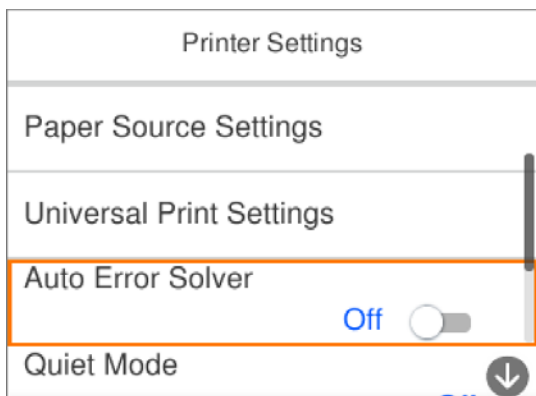 Printer Settings
Paper Source Settings
Universal Print Settings
Auto Error Solver
Off
Quiet Mode